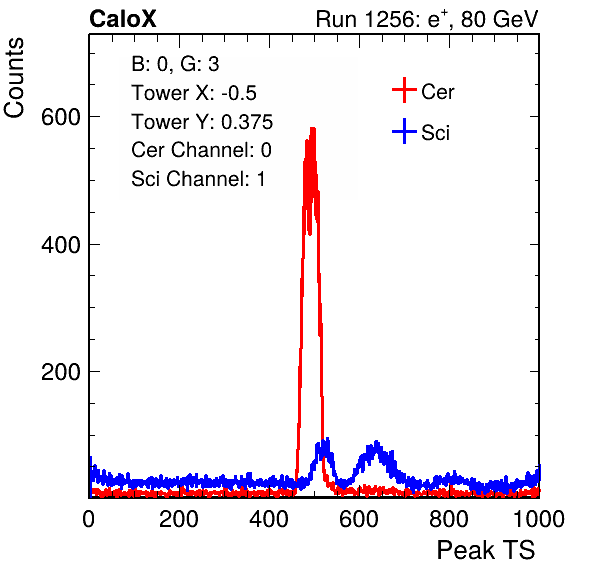 CaloX Run 1256: e⁺, 80 GeV
Counts
B: 0, G: 3
Tower X: -0.5
Tower Y: 0.375
Cer Channel: 0
Sci Channel: 1
Cer
Sci
600
400
200
0 200 400 600 800 1000
Peak TS